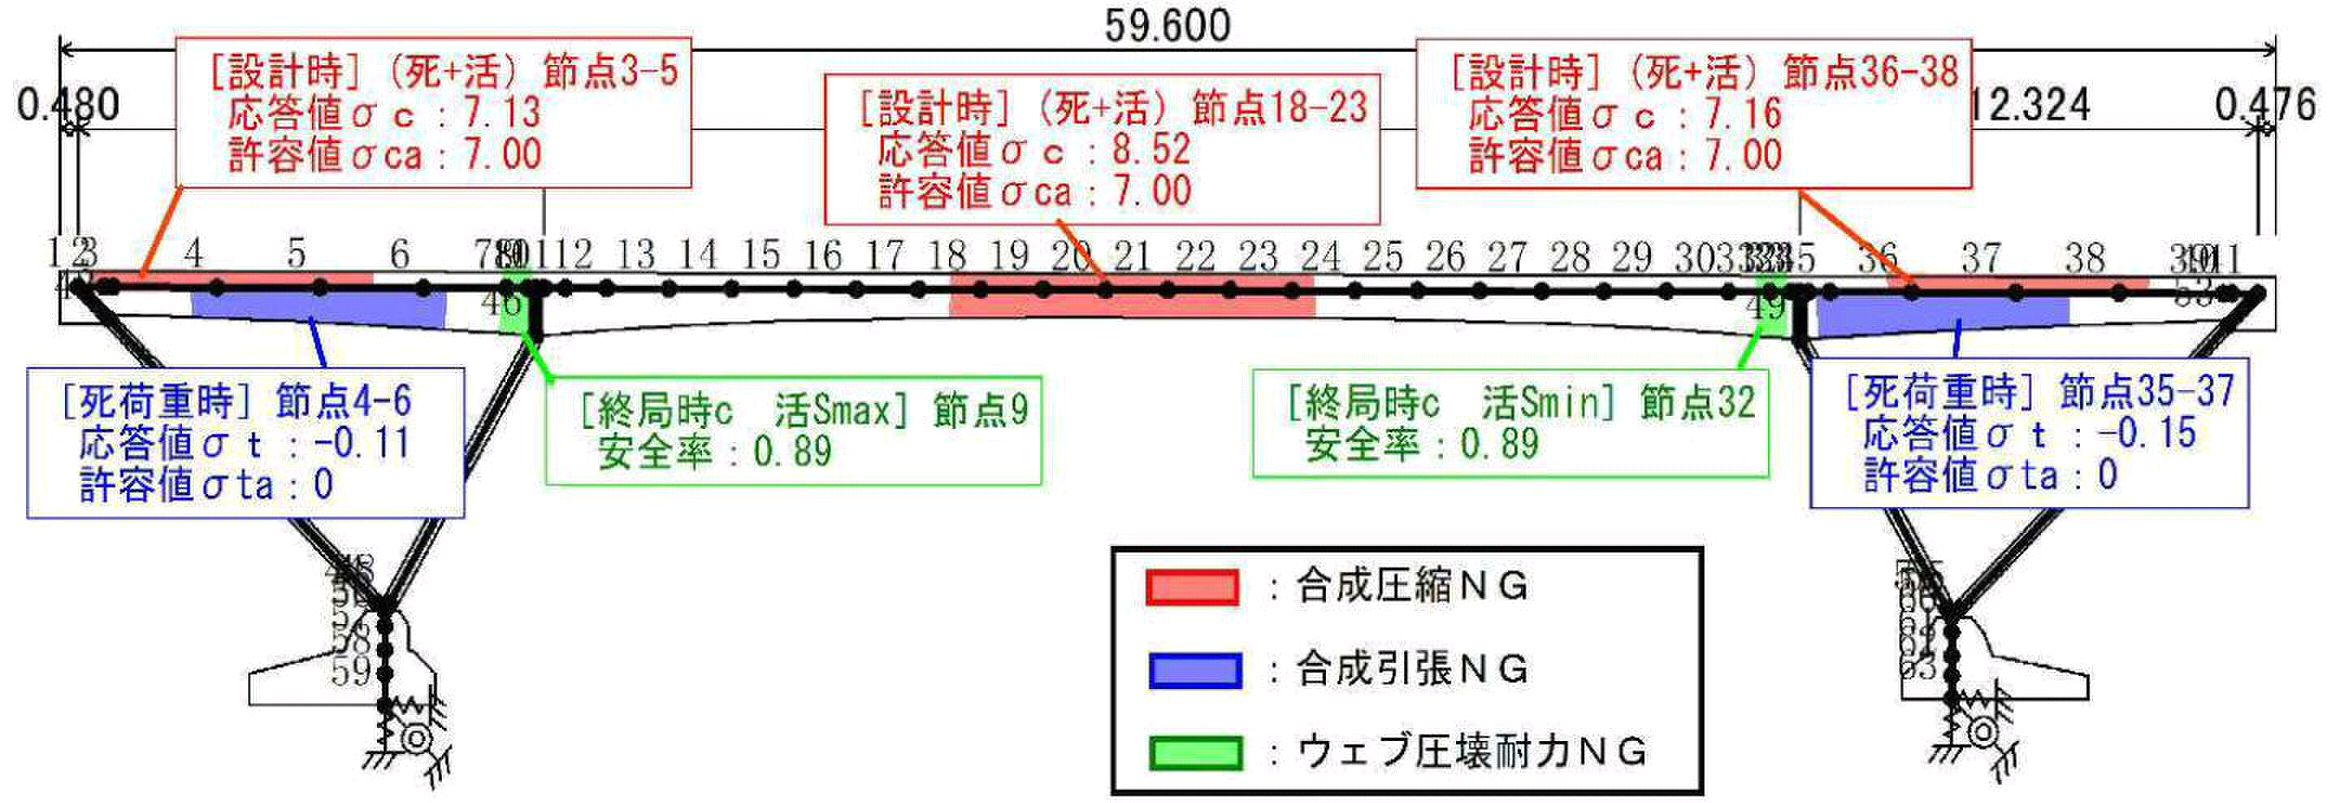 59.600
0.480
12.324
0.476
[設計時] (死+活) 節点3-5
応答値σc：7.13
許容値σca：7.00
[設計時] (死+活) 節点18-23
応答値σc：8.52
許容値σca：7.00
[設計時] (死+活) 節点36-38
応答値σc：7.16
許容値σca：7.00
4 5 6 12 13 14 15 16 17 18 19 20 21 22 23 24 25 26 27 28 29 30 36 37 38
46
49
53
[死荷重時] 節点4-6
応答値σt：-0.11
許容値σta：0
[終局時c 活Smax] 節点9
安全率：0.89
[終局時c 活Smin] 節点32
安全率：0.89
[死荷重時] 節点35-37
応答値σt：-0.15
許容値σta：0
58
59
63
：合成圧縮ＮＧ
：合成引張ＮＧ
：ウェブ圧壊耐力ＮＧ